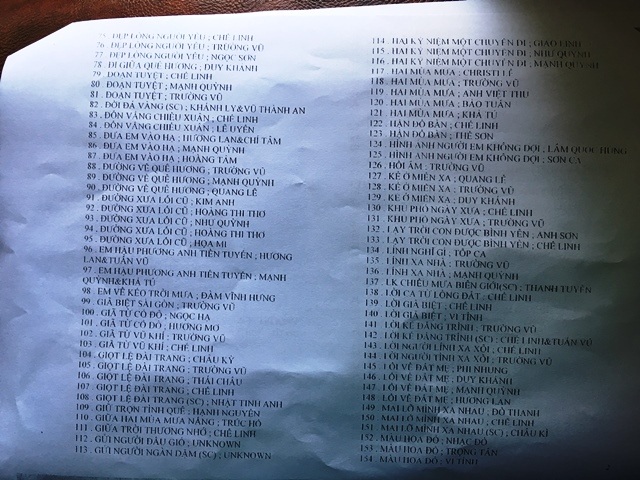 75 . ĐẸP LÒNG NGƯỜI YÊU ; CHẾ LINH
76 . ĐẸP LÒNG NGƯỜI YÊU ; TRƯỜNG VŨ
77 . ĐẸP LÒNG NGƯỜI YÊU ; NGỌC SƠN
78 . ĐI GIỮA QUÊ HƯƠNG ; DUY KHÁNH
79 . ĐOẠN TUYỆT ; CHẾ LINH
80 . ĐOẠN TUYỆT ; MẠNH QUỲNH
81 . ĐOẠN TUYỆT ; TRƯỜNG VŨ
82 . ĐỒI ĐÁ VÀNG (SC) ; KHÁNH LY&VŨ THÀNH AN
83 . ĐÓN VẮNG CHIỀU XUÂN ; CHẾ LINH
84 . ĐÓN VẮNG CHIỀU XUÂN ; LÊ UYÊN
85 . ĐƯA EM VÀO HẠ ; HƯƠNG LAN&CHÍ TÂM
86 . ĐƯA EM VÀO HẠ ; MẠNH QUỲNH
87 . ĐƯA EM VÀO HẠ ; HOÀNG TÂM
88 . ĐƯỜNG VỀ QUÊ HƯƠNG ; TRƯỜNG VŨ
89 . ĐƯỜNG VỀ QUÊ HƯƠNG ; MẠNH QUỲNH
90 . ĐƯỜNG VỀ QUÊ HƯƠNG ; QUANG LÊ
91 . ĐƯỜNG XƯA LỐI CŨ ; KIM ANH
92 . ĐƯỜNG XƯA LỐI CŨ ; HOÀNG THI THƠ
93 . ĐƯỜNG XƯA LỐI CŨ ; NHƯ QUỲNH
94 . ĐƯỜNG XƯA LỐI CŨ ; HOÀNG THI THƠ
95 . ĐƯỜNG XƯA LỐI CŨ ; HỌA MI
96 . EM HẬU PHƯƠNG ANH TIỀN TUYẾN ; HƯƠNG
LAN&TUẤN VŨ
97 . EM HẬU PHƯƠNG ANH TIỀN TUYẾN ; MẠNH
QUỲNH&KHẢ TÚ
98 . EM VỀ KẺO TRỜI MƯA ; ĐÀM VĨNH HƯNG
99 . GIÃ BIỆT SÀI GÒN ; TRƯỜNG VŨ
100 . GIÃ TỪ CỐ ĐÔ ; NGỌC HẠ
101 . GIÃ TỪ CỐ ĐÔ ; HƯƠNG MƠ
102 . GIÃ TỪ VŨ KHÍ ; TRƯỜNG VŨ
103 . GIÃ TỪ VŨ KHÍ ; CHẾ LINH
104 . GIỌT LỆ ĐÀI TRANG ; CHÂU KỲ
105 . GIỌT LỆ ĐÀI TRANG ; TRƯỜNG VŨ
106 . GIỌT LỆ ĐÀI TRANG ; THÁI CHÂU
107 . GIỌT LỆ ĐÀI TRANG ; CHẾ LINH
108 . GIỌT LỆ ĐÀI TRANG (SC) ; NHẬT TINH ANH
109 . GIỮ TRỌN TÌNH QUÊ ; HẠNH NGUYÊN
110 . GIỮA HAI MÙA MƯA NẮNG ; TRÚC HỒ
111 . GIỮA TRỜI THƯƠNG NHỚ ; CHẾ LINH
112 . GỬI NGƯỜI ĐẦU GIÓ ; UNKNOWN
113 . GỬI NGƯỜI NGÀN DẶM (SC) ; UNKNOWN
114 . HAI KỶ NIỆM MỘT CHUYẾN ĐI ; GIAO LINH
115 . HAI KỶ NIỆM MỘT CHUYẾN ĐI ; NHƯ QUỲNH
116 . HAI KỶ NIỆM MỘT CHUYẾN ĐI ; MẠNH QUỲNH
117 . HAI MÙA MƯA ; CHRISTI LÊ
118 . HAI MÙA MƯA ; TRƯỜNG VŨ
119 . HAI MÙA MƯA ; ANH VIỆT THU
120 . HAI MÙA MƯA ; BẢO TUẤN
121 . HAI MÙA MƯA ; KHẢ TÚ
122 . HẬN ĐỒ BÀN ; CHẾ LINH
123 . HẬN ĐỒ BÀN ; THẾ SƠN
124 . HÌNH ẢNH NGƯỜI EM KHÔNG ĐỢI ; LÂM QUỐC HÙNG
125 . HÌNH ẢNH NGƯỜI EM KHÔNG ĐỢI ; SƠN CA
126 . HỒI ÂM ; TRƯỜNG VŨ
127 . KẺ Ở MIỀN XA ; QUANG LÊ
128 . KẺ Ở MIỀN XA ; TRƯỜNG VŨ
129 . KẺ Ở MIỀN XA ; DUY KHÁNH
130 . KHU PHỐ NGÀY XƯA ; CHẾ LINH
131 . KHU PHỐ NGÀY XƯA ; TRƯỜNG VŨ
132 . LẠY TRỜI CON ĐƯỢC BÌNH YÊN ; ANH SƠN
133 . LẠY TRỜI CON ĐƯỢC BÌNH YÊN ; CHẾ LINH
134 . LÍNH NGHĨ GÌ ; TỐP CA
135 . LÍNH XA NHÀ ; TRƯỜNG VŨ
136 . LÍNH XA NHÀ ; MẠNH QUỲNH
137 . LK CHIỀU MƯA BIÊN GIỚI(SC) ; THANH TUYỀN
138 . LỜI CA TỪ LÒNG ĐẤT ; CHẾ LINH
139 . LỜI GIÃ BIỆT ; CHẾ LINH
140 . LỜI GIÃ BIỆT ; VI TÍNH
141 . LỜI KẺ ĐĂNG TRÌNH ; TRƯỜNG VŨ
142 . LỜI KẺ ĐĂNG TRÌNH (SC) ; CHẾ LINH&TUẤN VŨ
143 . LỜI NGƯỜI LÍNH XA XÔI ; CHẾ LINH
144 . LỜI NGƯỜI TÌNH XA XÔI ; TRƯỜNG VŨ
145 . LỐI VỀ ĐẤT MẸ ; PHI NHUNG
146 . LỐI VỀ ĐẤT MẸ ; DUY KHÁNH
147 . LỐI VỀ ĐẤT MẸ ; MẠNH QUỲNH
148 . LỐI VỀ ĐẤT MẸ ; HƯƠNG LAN
149 . MAI LỠ MÌNH XA NHAU ; ĐÔ THANH
150 . MAI LỠ MÌNH XA NHAU ; CHẾ LINH
151 . MAI LỠ MÌNH XA NHAU (SC) ; CHÂU KÌ
152 . MÀU HOA ĐỎ ; NHẠC ĐỎ
153 . MÀU HOA ĐỎ ; TRỌNG TẤN
154 . MÀU HOA ĐỎ ; VI TÍNH